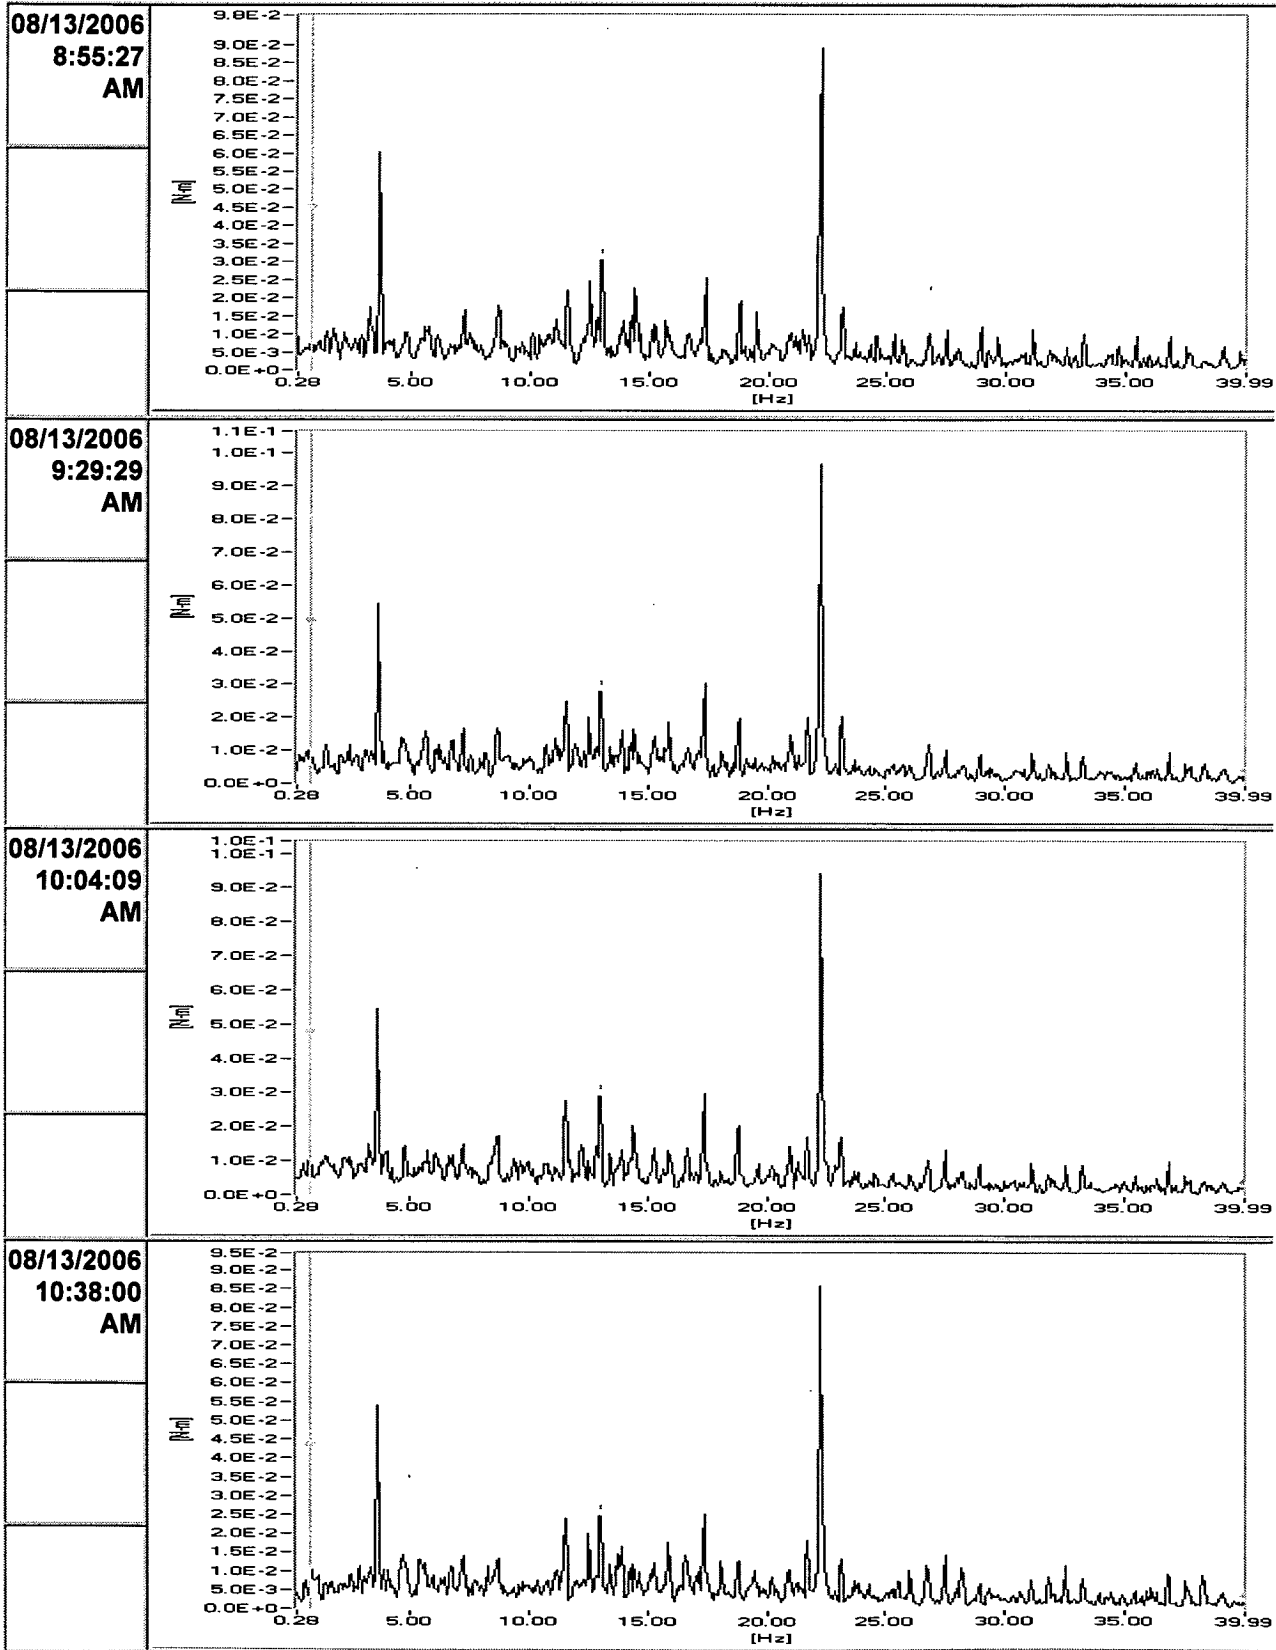 08/13/2006
8:55:27
AM
9.8E-2
9.0E-2
8.5E-2
8.0E-2
7.5E-2
7.0E-2
6.5E-2
6.0E-2
5.5E-2
5.0E-2
4.5E-2
4.0E-2
3.5E-2
3.0E-2
2.5E-2
2.0E-2
1.5E-2
1.0E-2
5.0E-3
0.0E+0
[N-m]
0.28 5.00 10.00 15.00 20.00 25.00 30.00 35.00 39.99
[Hz]
08/13/2006
9:29:29
AM
1.1E-1
1.0E-1
9.0E-2
8.0E-2
7.0E-2
6.0E-2
5.0E-2
4.0E-2
3.0E-2
2.0E-2
1.0E-2
0.0E+0
[N-m]
0.28 5.00 10.00 15.00 20.00 25.00 30.00 35.00 39.99
[Hz]
08/13/2006
10:04:09
AM
1.0E-1
1.0E-1
9.0E-2
8.0E-2
7.0E-2
6.0E-2
5.0E-2
4.0E-2
3.0E-2
2.0E-2
1.0E-2
0.0E+0
[N-m]
0.28 5.00 10.00 15.00 20.00 25.00 30.00 35.00 39.99
[Hz]
08/13/2006
10:38:00
AM
9.5E-2
9.0E-2
8.5E-2
8.0E-2
7.5E-2
7.0E-2
6.5E-2
6.0E-2
5.5E-2
5.0E-2
4.5E-2
4.0E-2
3.5E-2
3.0E-2
2.5E-2
2.0E-2
1.5E-2
1.0E-2
5.0E-3
0.0E+0
[N-m]
0.28 5.00 10.00 15.00 20.00 25.00 30.00 35.00 39.99
[Hz]